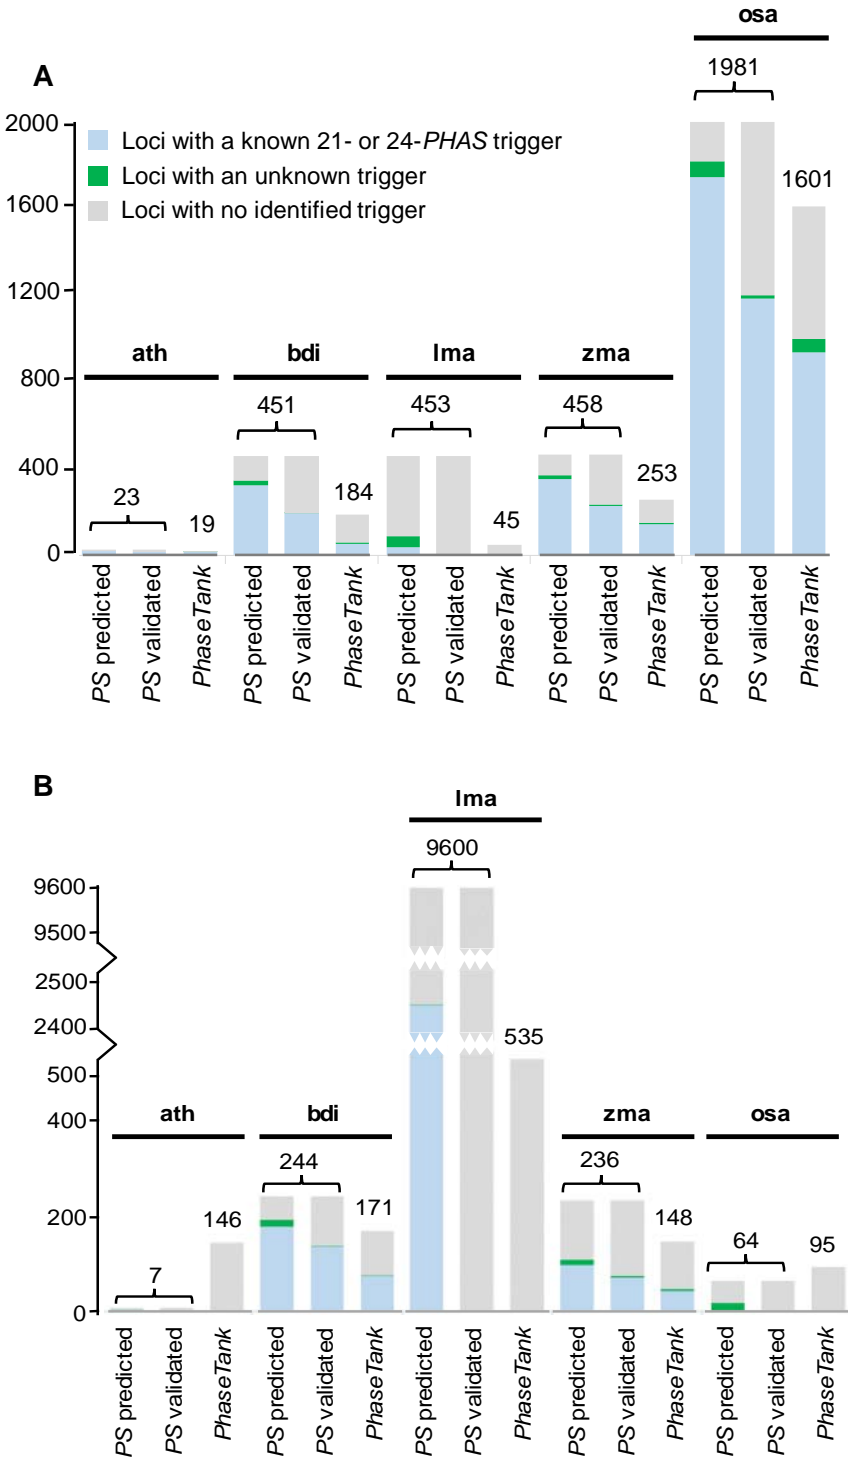 osa
A
1981
2000
Loci with a known 21- or 24-PHAS trigger
Loci with an unknown trigger
1601
1600
Loci with no identified trigger
1200
ath
bdi
lma
zma
800
451
453
458
400
23
19
184
45
253
0
PS predicted
PS validated
PhaseTank
PS predicted
PS validated
PhaseTank
PS predicted
PS validated
PhaseTank
PS predicted
PS validated
PhaseTank
PS predicted
PS validated
PhaseTank
B
lma
9600
9600
9500
2500
2400
535
500
400
ath
bdi
zma
osa
244
236
200
146
171
148
7
64
95
0
PS predicted
PS validated
PhaseTank
PS predicted
PS validated
PhaseTank
PS predicted
PS validated
PhaseTank
PS predicted
PS validated
PhaseTank
PS predicted
PS validated
PhaseTank